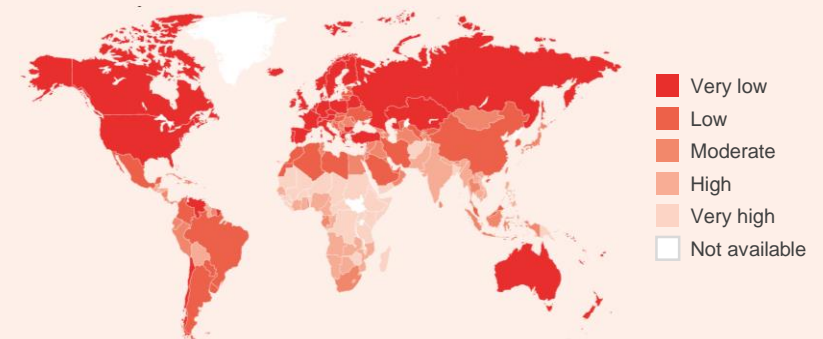 Very low
Low
Moderate
High
Very high
Not available